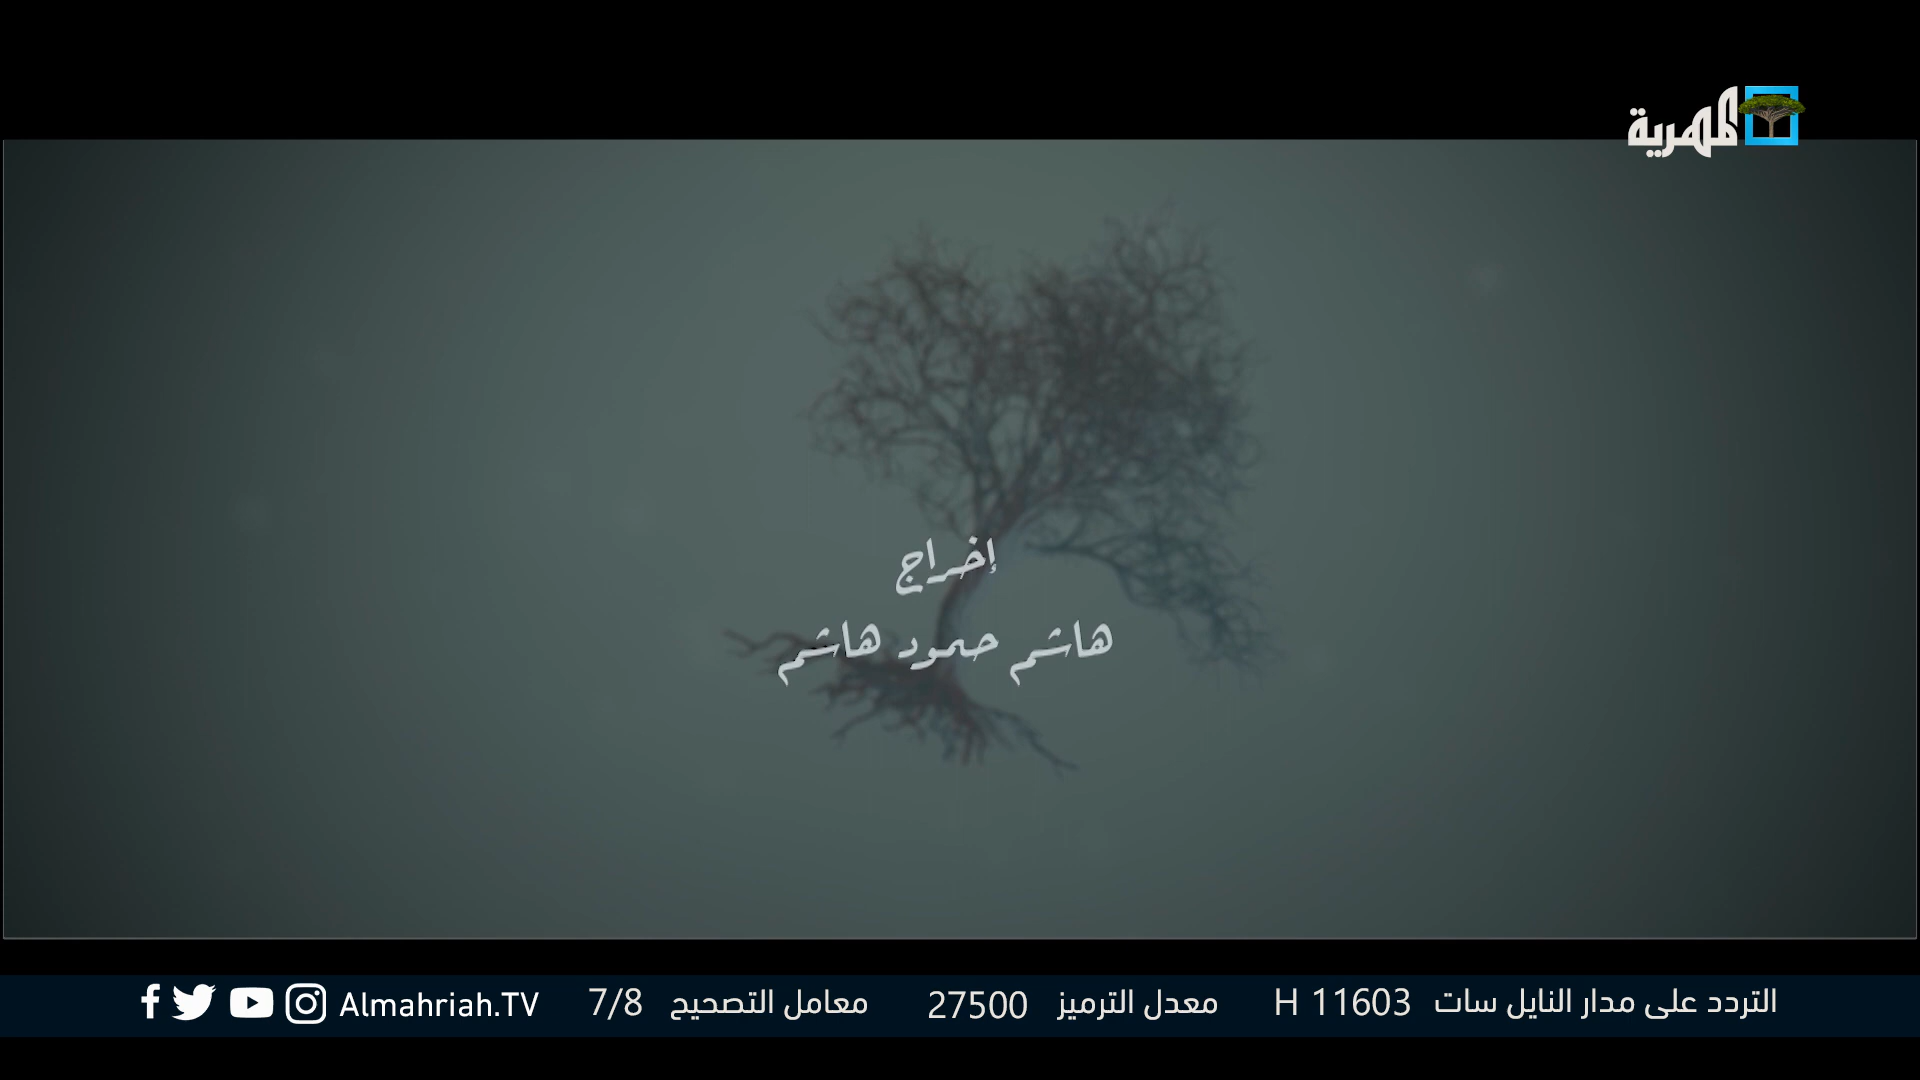 المهرية
إخراج
هاشم حمود هاشم
التردد على مدار النايل سات 11603 H معدل الترميز 27500 معامل التصحيح 7/8 Almahriah.TV